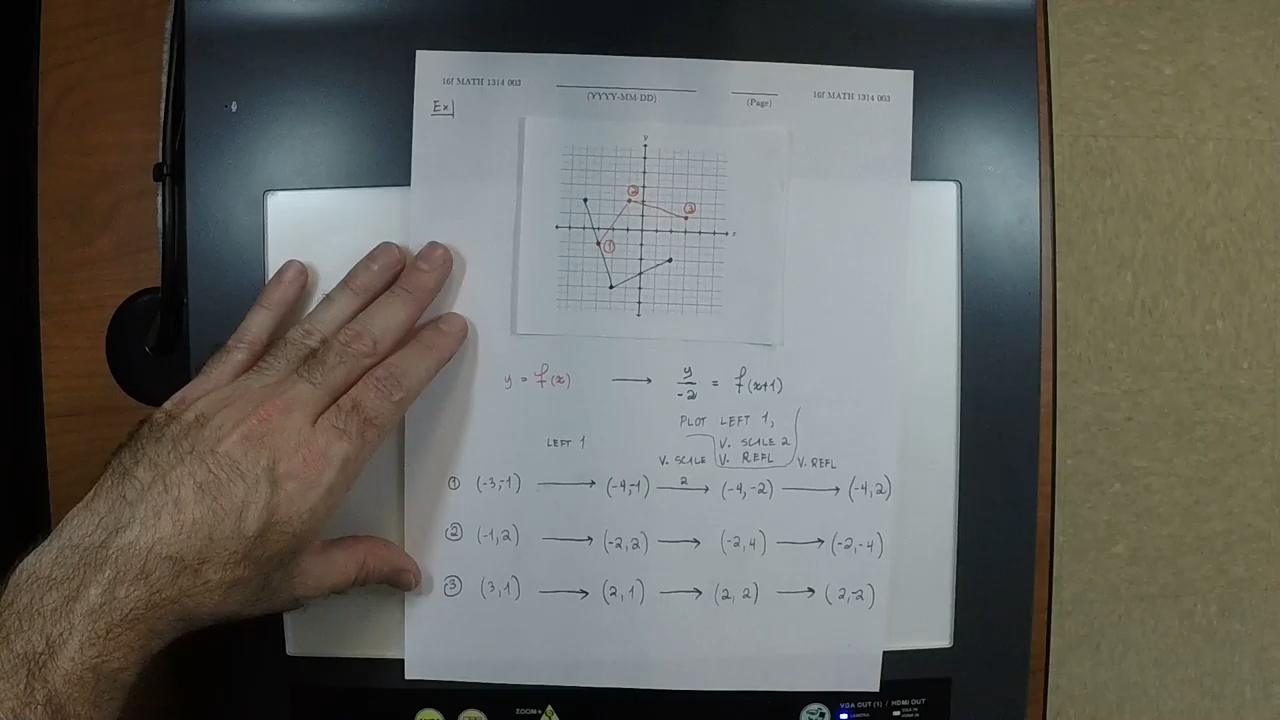 16f MATH 1314 003 (YYYY-MM-DD) (Page) 16f MATH 1314 003
Ex1
y
② ③
x
①
y = f(x) ⟶ y/-2 = f(x+1)
PLOT LEFT 1,
LEFT 1 V. SCALE 2
V. SCALE V. REFL V. REFL
① (-3,-1) ⟶ (-4,-1) 2⟶ (-4,-2) ⟶ (-4,2)
② (-1,2) ⟶ (-2,2) ⟶ (-2,4) ⟶ (-2,-4)
③ (3,1) ⟶ (2,1) ⟶ (2,2) ⟶ (2,-2)
ZOOM+
VGA OUT (1) / HDMI OUT